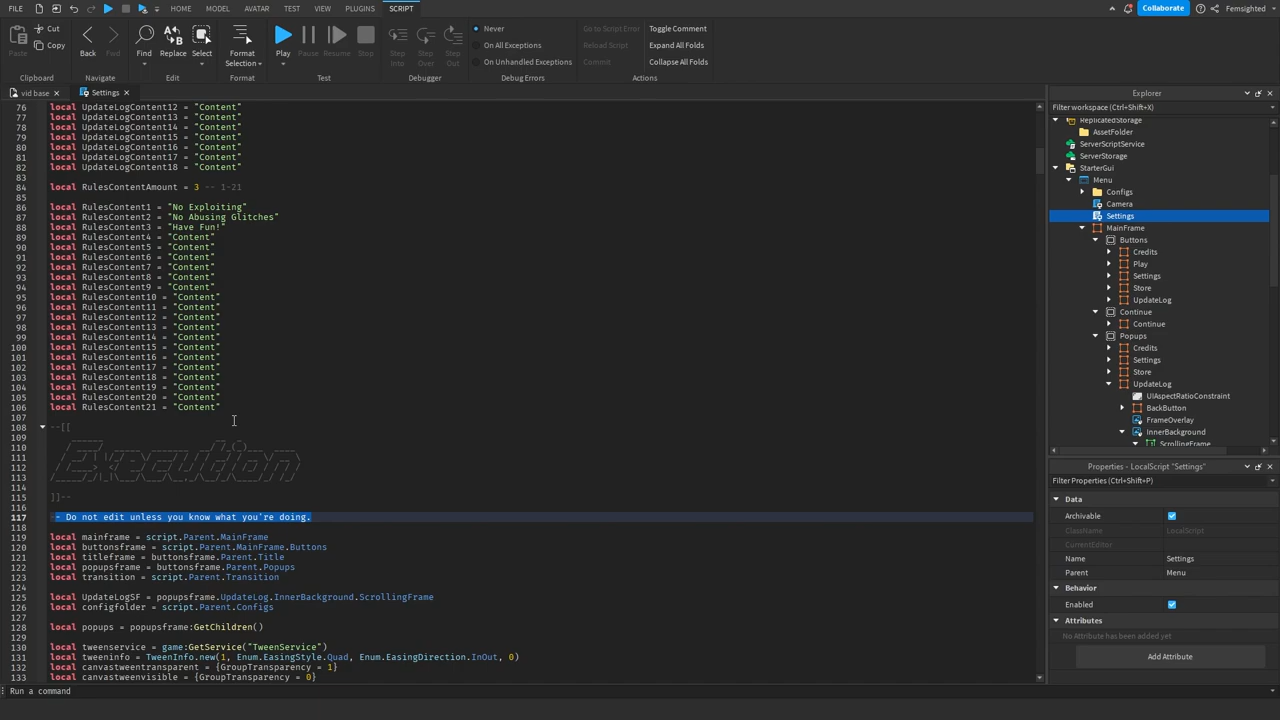 FILE HOME MODEL AVATAR TEST VIEW PLUGINS SCRIPT Collaborate Femsighted
Paste Cut Copy Back Forward Find Replace Select Format Selection Play Pause Resume Stop Step Into Step Over Step Out Never On All Exceptions On Unhandled Exceptions Go to Script Error Reload Script Commit Toggle Comment Expand All Folds Collapse All Folds
Clipboard Navigate Edit Format Test Debugger Debug Errors Actions
vid base Settings
76 local UpdateLogContent12 = "Content"
77 local UpdateLogContent13 = "Content"
78 local UpdateLogContent14 = "Content"
79 local UpdateLogContent15 = "Content"
80 local UpdateLogContent16 = "Content"
81 local UpdateLogContent17 = "Content"
82 local UpdateLogContent18 = "Content"
83
84 local RulesContentAmount = 3 -- 1-21
85
86 local RulesContent1 = "No Exploiting"
87 local RulesContent2 = "No Abusing Glitches"
88 local RulesContent3 = "Have Fun!"
89 local RulesContent4 = "Content"
90 local RulesContent5 = "Content"
91 local RulesContent6 = "Content"
92 local RulesContent7 = "Content"
93 local RulesContent8 = "Content"
94 local RulesContent9 = "Content"
95 local RulesContent10 = "Content"
96 local RulesContent11 = "Content"
97 local RulesContent12 = "Content"
98 local RulesContent13 = "Content"
99 local RulesContent14 = "Content"
100 local RulesContent15 = "Content"
101 local RulesContent16 = "Content"
102 local RulesContent17 = "Content"
103 local RulesContent18 = "Content"
104 local RulesContent19 = "Content"
105 local RulesContent20 = "Content"
106 local RulesContent21 = "Content"
107
108 --[[
109
110
111
112
113
114
115 ]]--
116
117 -- Do not edit unless you know what you're doing.
118
119 local mainframe = script.Parent.MainFrame
120 local buttonsframe = script.Parent.MainFrame.Buttons
121 local titleframe = buttonsframe.Parent.Title
122 local popupsframe = buttonsframe.Parent.Popups
123 local transition = script.Parent.Transition
124
125 local UpdateLogSF = popupsframe.UpdateLog.InnerBackground.ScrollingFrame
126 local configfolder = script.Parent.Configs
127
128 local popups = popupsframe:GetChildren()
129
130 local tweenservice = game:GetService("TweenService")
131 local tweeninfo = TweenInfo.new(1, Enum.EasingStyle.Quad, Enum.EasingDirection.InOut, 0)
132 local canvastweentransparent = {GroupTransparency = 1}
133 local canvastweenvisible = {GroupTransparency = 0}
Run a command
Explorer
Filter workspace (Ctrl+Shift+X)
ReplicatedStorage
AssetFolder
ServerScriptService
ServerStorage
StarterGui
Menu
Configs
Camera
Settings
MainFrame
Buttons
Credits
Play
Settings
Store
UpdateLog
Continue
Continue
Popups
Credits
Settings
Store
UpdateLog
UIAspectRatioConstraint
BackButton
FrameOverlay
InnerBackground
ScrollingFrame
Properties - LocalScript "Settings"
Filter Properties (Ctrl+Shift+P)
Data
Archivable
ClassName LocalScript
CurrentEditor
Name Settings
Parent Menu
Behavior
Enabled
Attributes
No Attribute has been added yet
Add Attribute